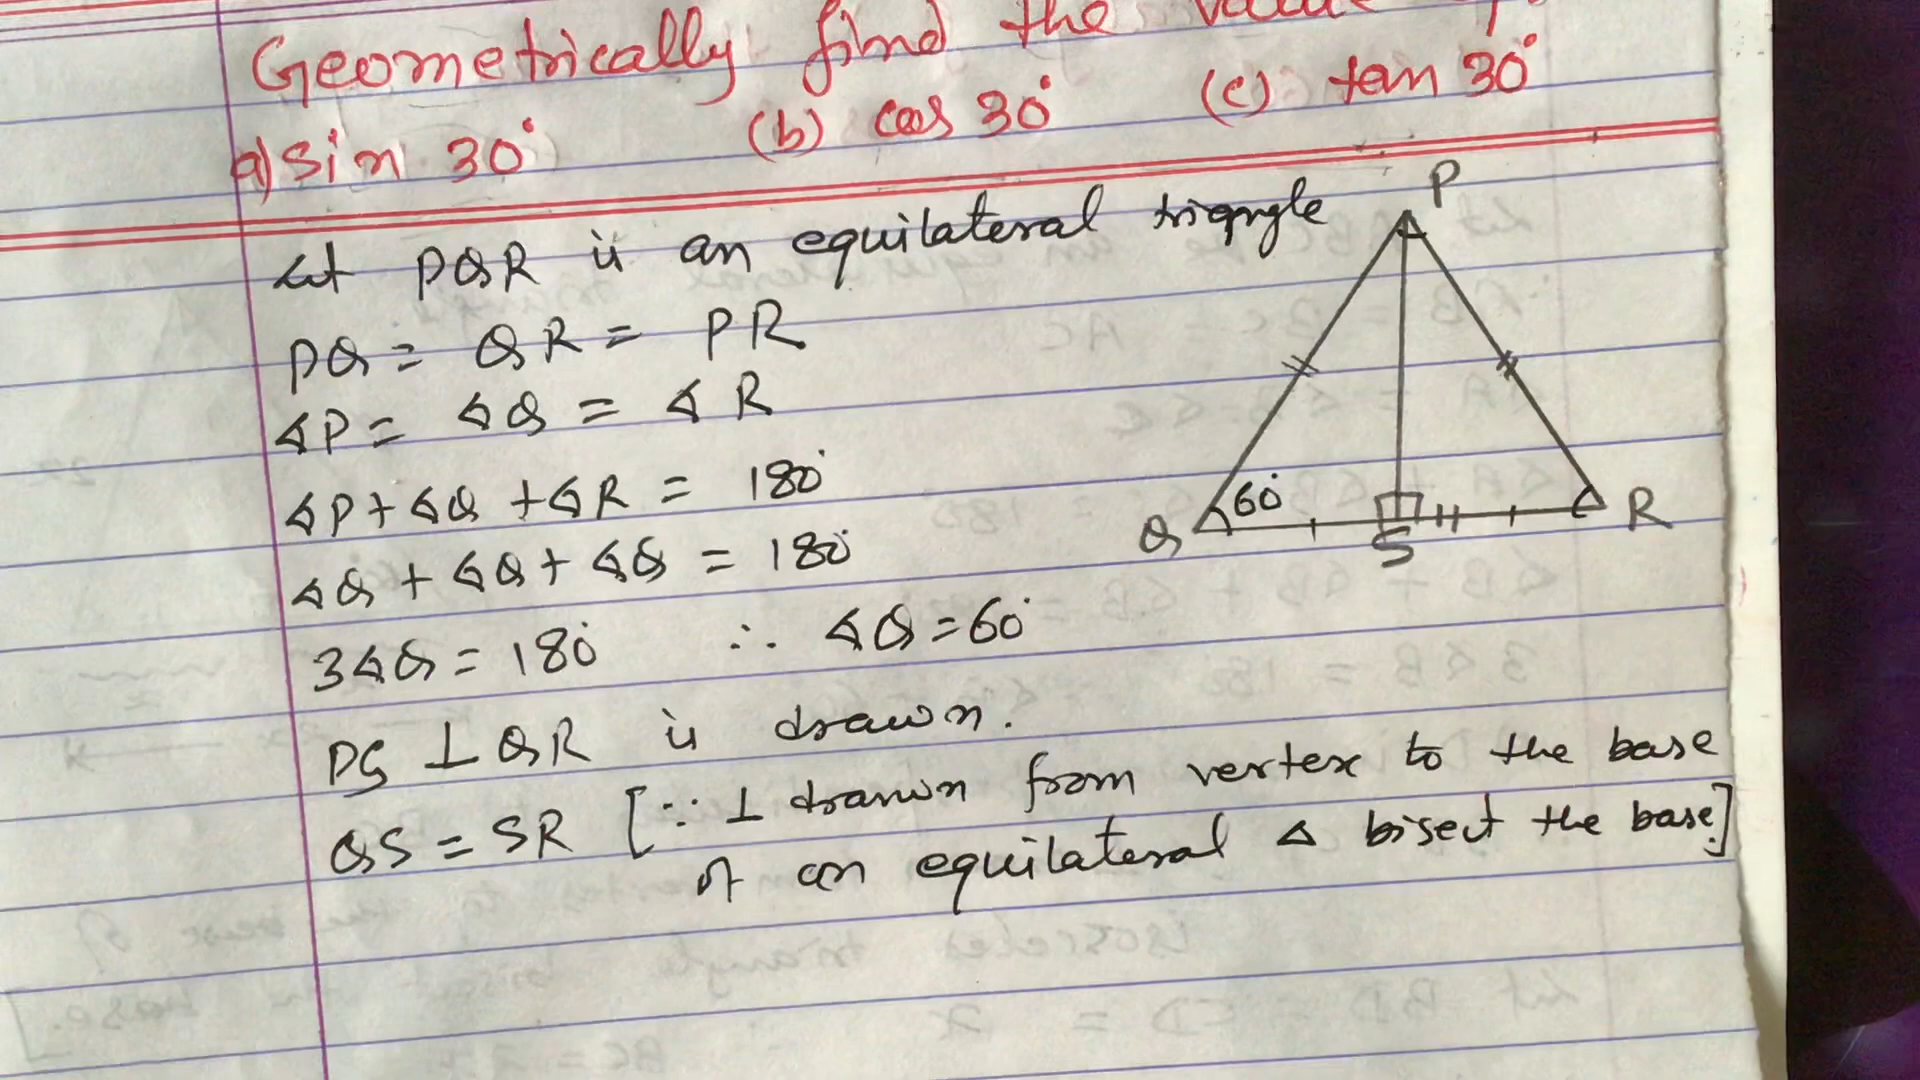 Geometrically find the value of:
a) sin 30° (b) cos 30° (c) tan 30°
Let PQR is an equilateral triangle
PQ = QR = PR
∠P = ∠Q = ∠R
∠P + ∠Q + ∠R = 180°
∠Q + ∠Q + ∠Q = 180°
3∠Q = 180° ∴ ∠Q = 60°
PS ⊥ QR is drawn.
QS = SR [∵ ⊥ drawn from vertex to the base
of an equilateral △ bisect the base.]
P
60°
Q S R